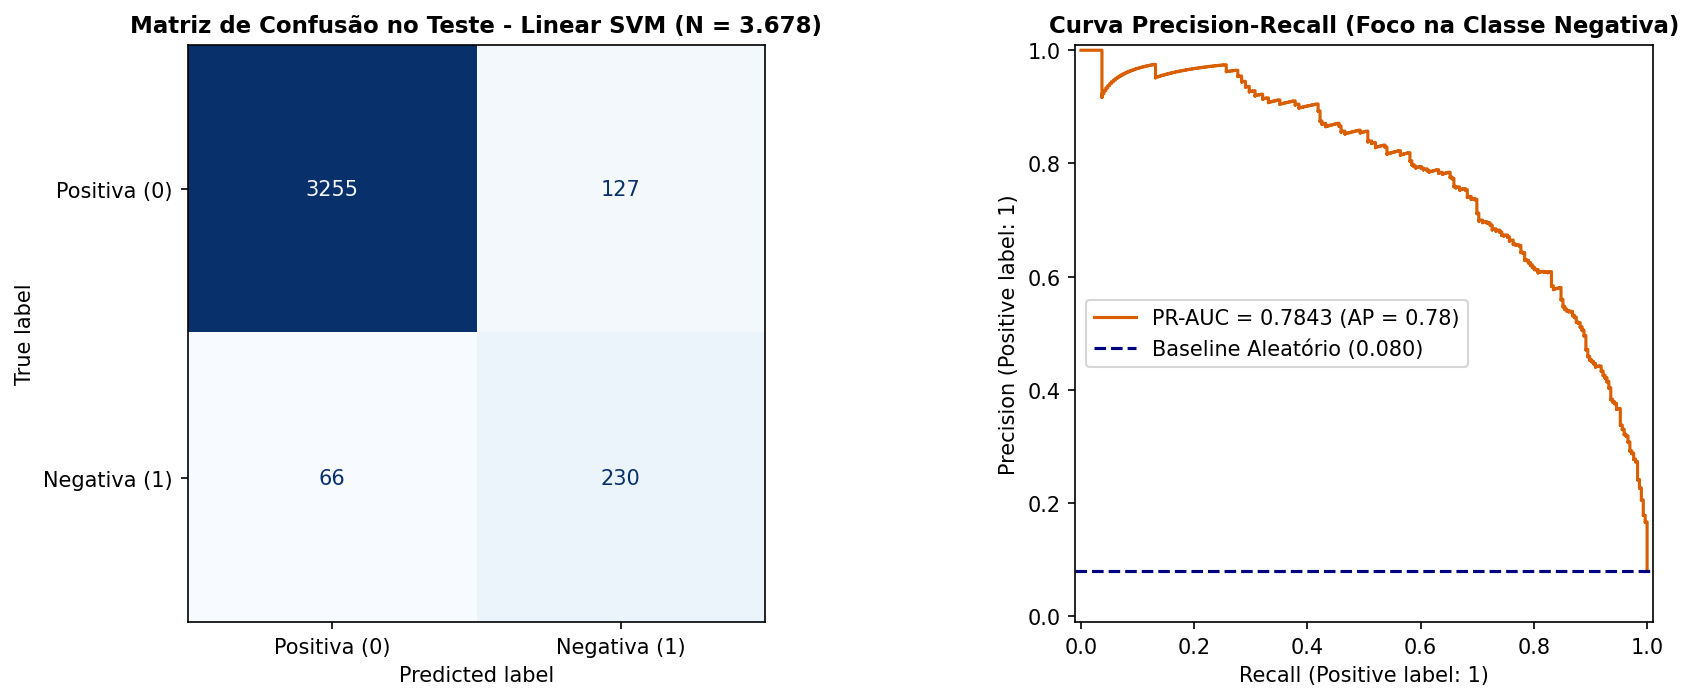 Matriz de Confusão no Teste - Linear SVM (N = 3.678)
True label
Positiva (0)
Negativa (1)
3255
127
66
230
Positiva (0)
Negativa (1)
Predicted label
Curva Precision-Recall (Foco na Classe Negativa)
Precision (Positive label: 1)
1.0
0.8
0.6
0.4
0.2
0.0
PR-AUC = 0.7843 (AP = 0.78)
Baseline Aleatório (0.080)
0.0
0.2
0.4
0.6
0.8
1.0
Recall (Positive label: 1)